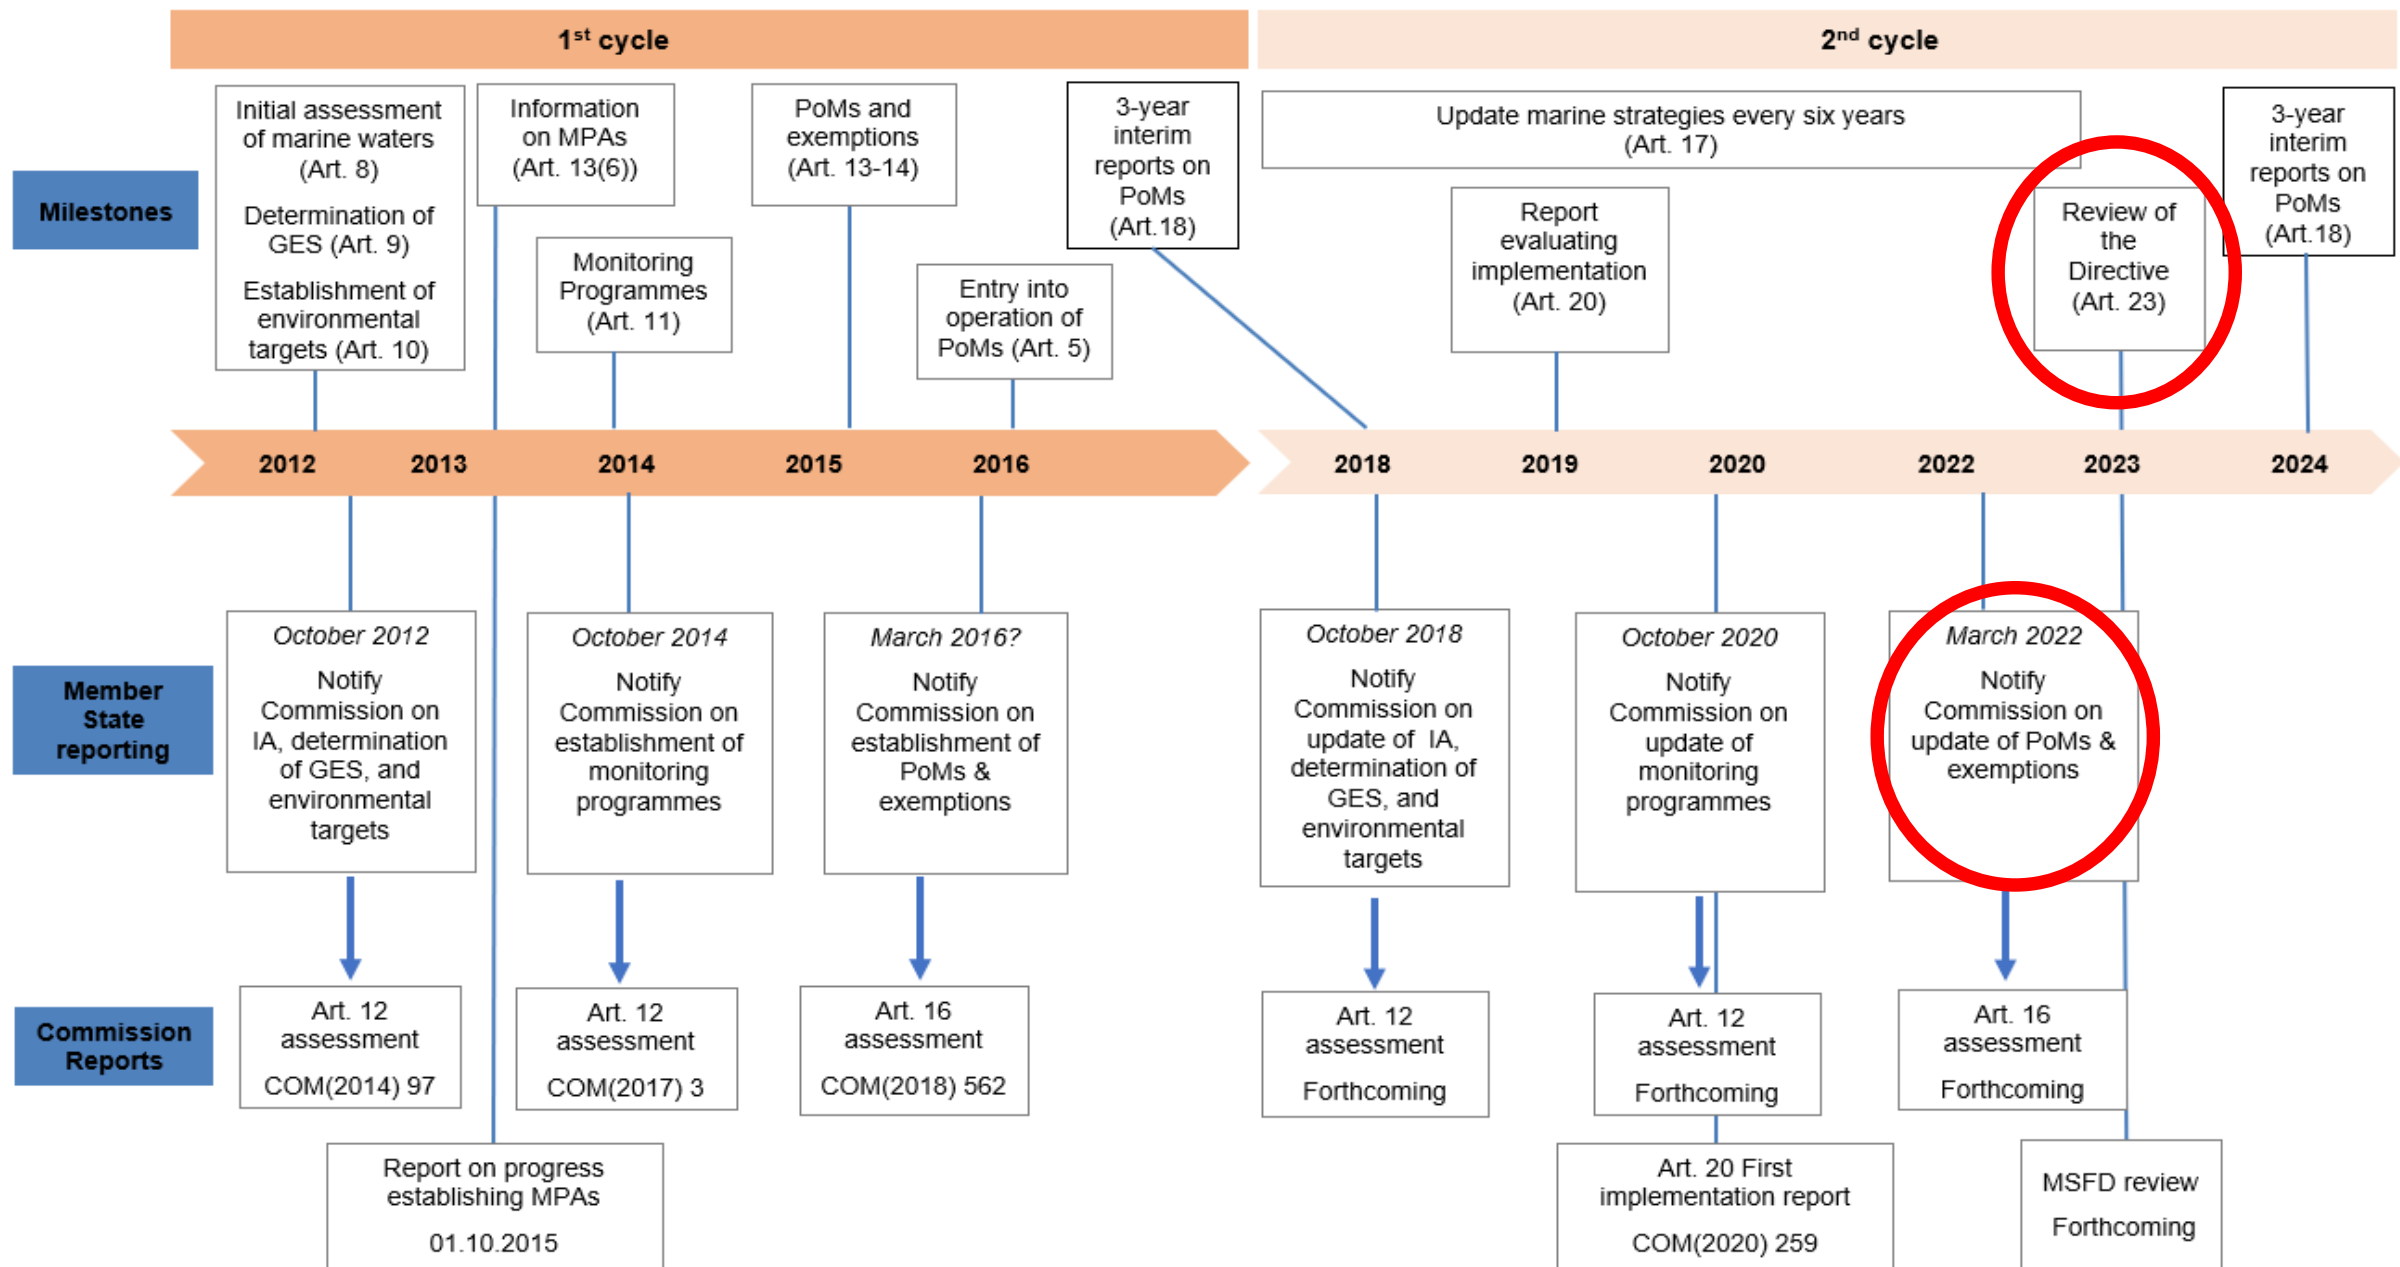 1st cycle
2nd cycle
Milestones
Initial assessment
of marine waters
(Art. 8)
Determination of
GES (Art. 9)
Establishment of
environmental
targets (Art. 10)
Information
on MPAs
(Art. 13(6))
Monitoring
Programmes
(Art. 11)
PoMs and
exemptions
(Art. 13-14)
Entry into
operation of
PoMs (Art. 5)
3-year
interim
reports on
PoMs
(Art.18)
Update marine strategies every six years
(Art. 17)
Report
evaluating
implementation
(Art. 20)
Review of
the
Directive
(Art. 23)
3-year
interim
reports on
PoMs
(Art.18)
2012
2013
2014
2015
2016
2018
2019
2020
2022
2023
2024
Member
State
reporting
October 2012
Notify
Commission on
IA, determination
of GES, and
environmental
targets
October 2014
Notify
Commission on
establishment of
monitoring
programmes
March 2016?
Notify
Commission on
establishment of
PoMs &
exemptions
October 2018
Notify
Commission on
update of IA,
determination of
GES, and
environmental
targets
October 2020
Notify
Commission on
update of
monitoring
programmes
March 2022
Notify
Commission on
update of PoMs &
exemptions
Commission
Reports
Art. 12
assessment
COM(2014) 97
Art. 12
assessment
COM(2017) 3
Art. 16
assessment
COM(2018) 562
Art. 12
assessment
Forthcoming
Art. 12
assessment
Forthcoming
Art. 16
assessment
Forthcoming
Report on progress
establishing MPAs
01.10.2015
Art. 20 First
implementation report
COM(2020) 259
MSFD review
Forthcoming